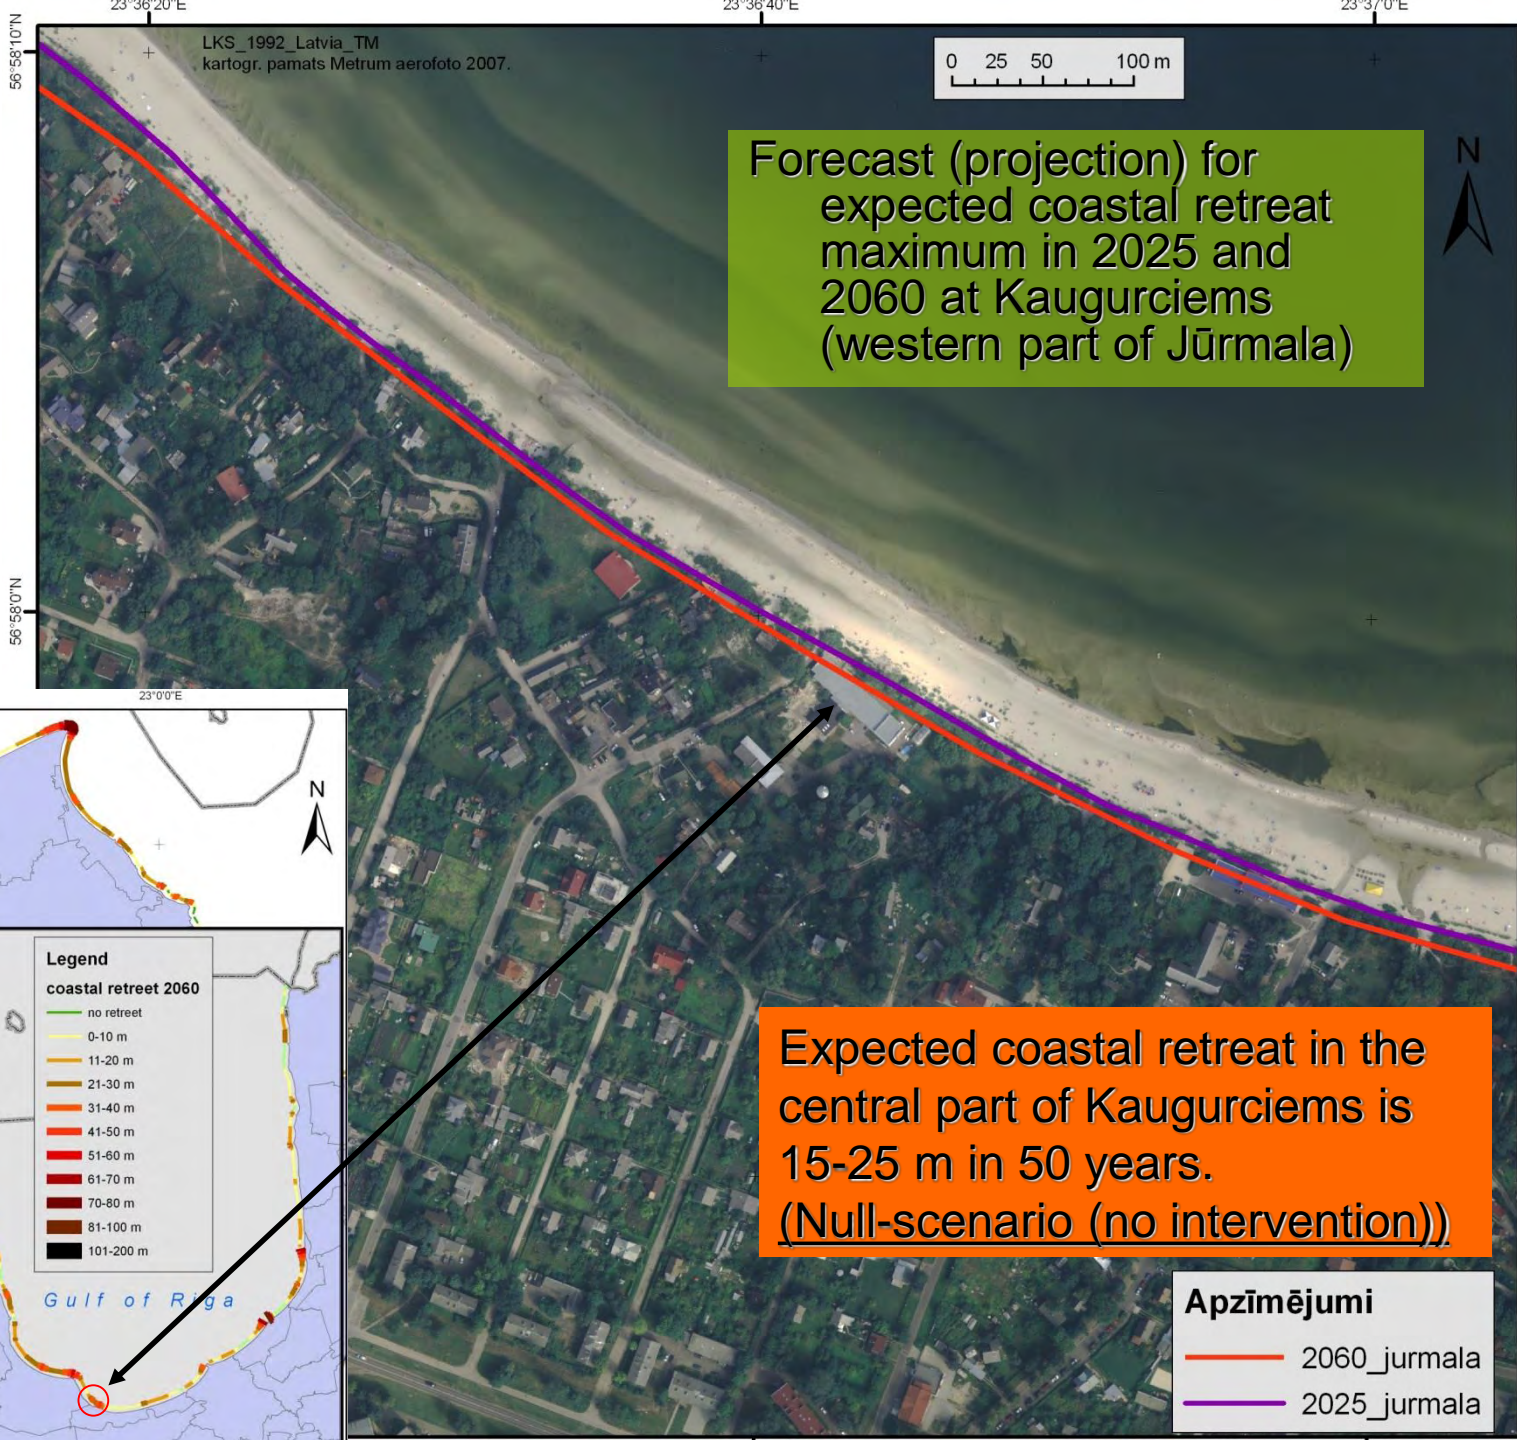 23°36'20"E
23°36'40"E
23°37'0"E
56°58'10"N
LKS_1992_Latvia_TM
kartogr. pamats Metrum aerofoto 2007.
0 25 50 100 m
N
Forecast (projection) for
expected coastal retreat
maximum in 2025 and
2060 at Kaugurciems
(western part of Jūrmala)
56°58'0"N
23°0'0"E
N
Legend
coastal retreet 2060
no retreet
0-10 m
11-20 m
21-30 m
31-40 m
41-50 m
51-60 m
61-70 m
70-80 m
81-100 m
101-200 m
Gulf of Riga
Expected coastal retreat in the
central part of Kaugurciems is
15-25 m in 50 years.
(Null-scenario (no intervention))
Apzīmējumi
2060_jurmala
2025_jurmala